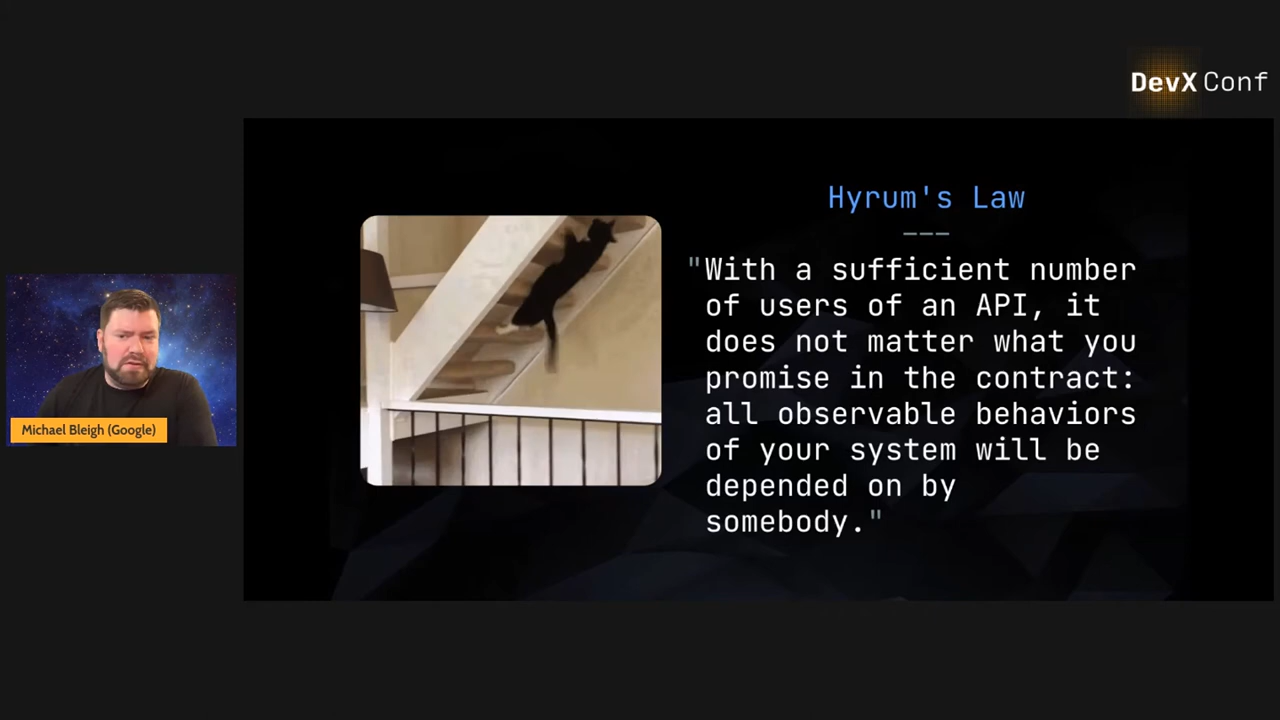 DevX Conf
Hyrum's Law
———
"With a sufficient number
of users of an API, it
does not matter what you
promise in the contract:
all observable behaviors
of your system will be
depended on by
somebody."
Michael Bleigh (Google)